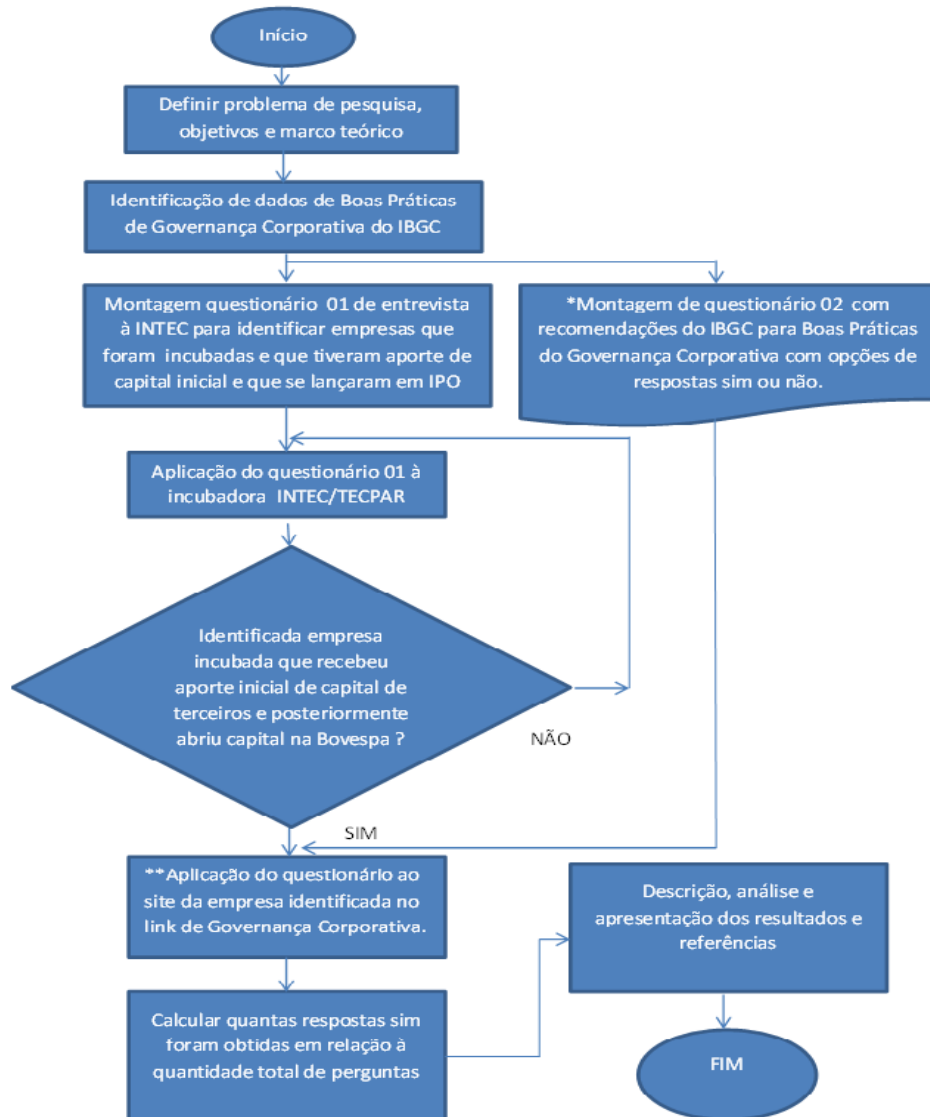 Início
Definir problema de pesquisa,
objetivos e marco teórico
Identificação de dados de Boas Práticas
de Governança Corporativa do IBGC
Montagem questionário 01 de entrevista
à INTEC para identificar empresas que
foram incubadas e que tiveram aporte de
capital inicial e que se lançaram em IPO
*Montagem de questionário 02 com
recomendações do IBGC para Boas Práticas
do Governança Corporativa com opções de
respostas sim ou não.
Aplicação do questionário 01 à
incubadora INTEC/TECPAR
Identificada empresa
incubada que recebeu
aporte inicial de capital de
terceiros e posteriormente
abriu capital na Bovespa ?
NÃO
SIM
**Aplicação do questionário ao
site da empresa identificada no
link de Governança Corporativa.
Descrição, análise e
apresentação dos resultados e
referências
Calcular quantas respostas sim
foram obtidas em relação à
quantidade total de perguntas
FIM